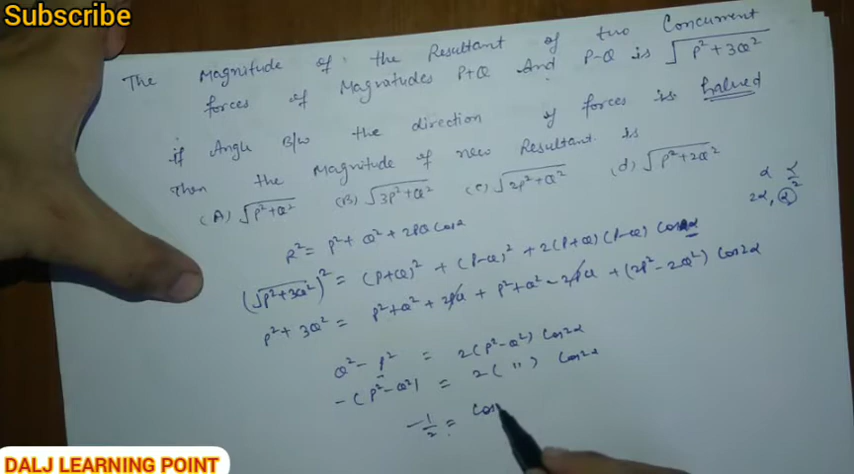 Subscribe
The Magnitude of the Resultant of two Concurrent
forces of Magnatudes P+Q And P-Q is √P²+3Q²
if Angle B/w the direction of forces is halved
Then the Magnitude of new Resultant is
(A) √P²+Q² (B) √3P²+Q² (c) √2P²+Q² (d) √P²+2Q²
R² = P² + Q² + 2PQ Cosα
2α, α
(√P²+3Q²)² = (P+Q)² + (P-Q)² + 2(P+Q)(P-Q) Cos2α
P² + 3Q² = P²+Q² + 2PQ + P²+Q² - 2PQ + (2P² - 2Q²) Cos2α
Q² - P² = 2(P²-Q²) Cos2α
-(P²-Q²) = 2( '' ) Cos2α
-1/2 = Cos
DALJ LEARNING POINT